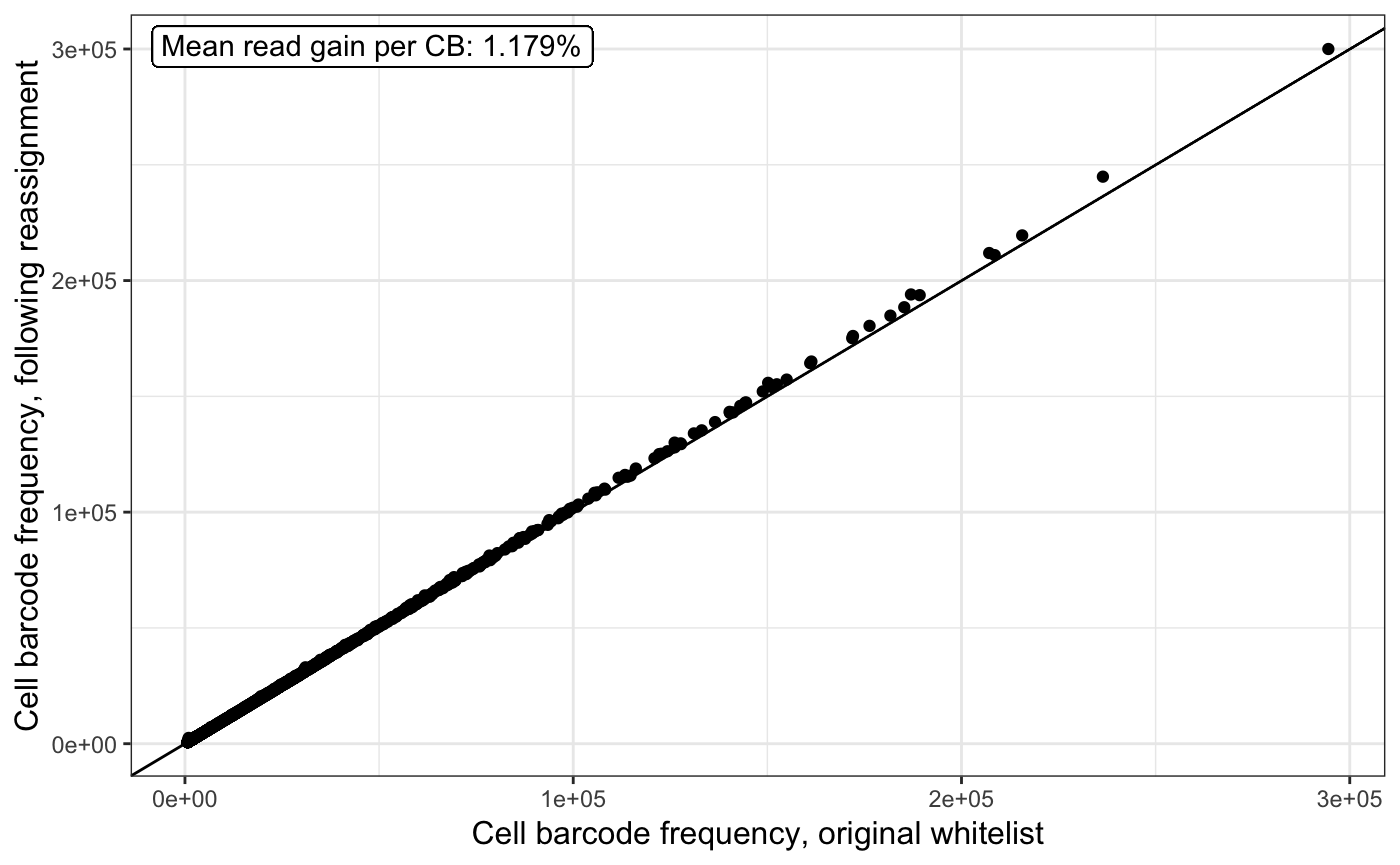 Mean read gain per CB: 1.179%
Cell barcode frequency, following reassignment
3e+05
2e+05
1e+05
0e+00
0e+00
1e+05
2e+05
3e+05
Cell barcode frequency, original whitelist